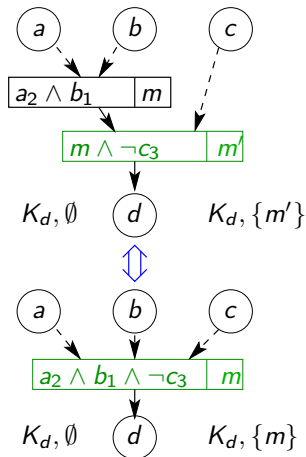 a b c
a₂ ∧ b₁ m
m ∧ ¬c₃ m′
K_d, ∅ d K_d, {m′}
a b c
a₂ ∧ b₁ ∧ ¬c₃ m
K_d, ∅ d K_d, {m}